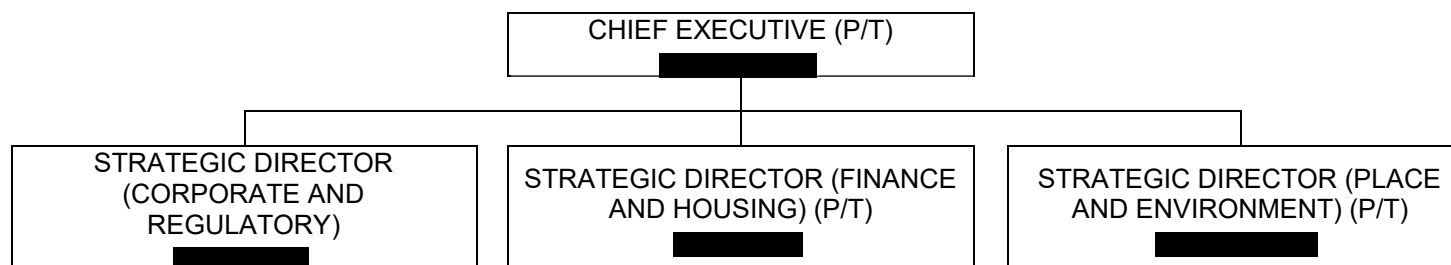 CHIEF EXECUTIVE (P/T)
STRATEGIC DIRECTOR
(CORPORATE AND
REGULATORY)
STRATEGIC DIRECTOR (FINANCE
AND HOUSING) (P/T)
STRATEGIC DIRECTOR (PLACE
AND ENVIRONMENT) (P/T)